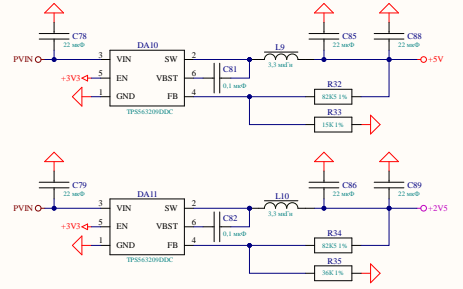 C78
22 мкФ
C85
22 мкФ
C88
22 мкФ
DA10
L9
PVIN
3 VIN SW 2
3,3 мкГн
+5V
C81
+3V3
5 EN VBST 6
0,1 мкФ
R32
1 GND FB 4
82K5 1%
TPS563209DDC
R33
15K 1%
C79
22 мкФ
C86
22 мкФ
C89
22 мкФ
DA11
L10
PVIN
3 VIN SW 2
3,3 мкГн
+2V5
C82
+3V3
5 EN VBST 6
0,1 мкФ
R34
1 GND FB 4
82K5 1%
TPS563209DDC
R35
36K 1%